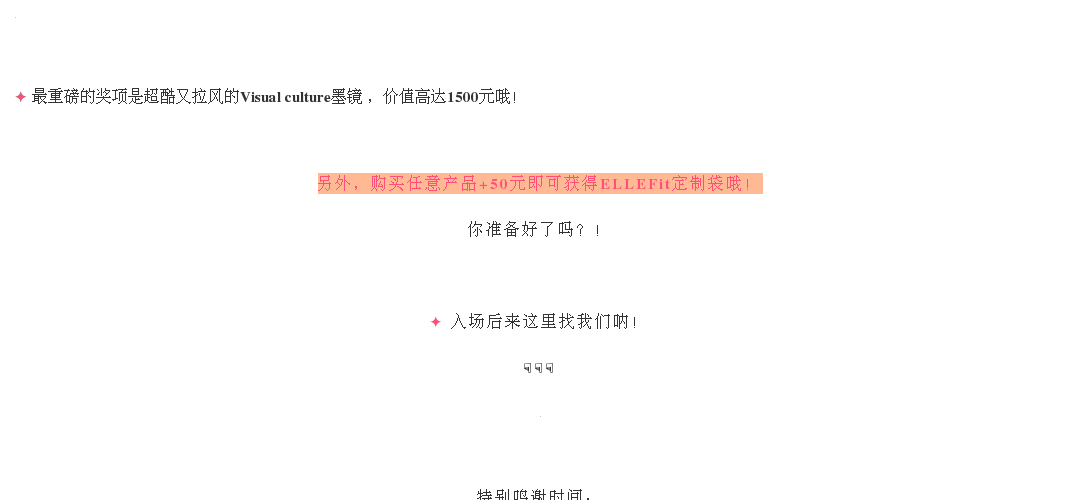 ✦ 最重磅的奖项是超酷又拉风的Visual culture墨镜，价值高达1500元哦！
另外，购买任意产品+50元即可获得ELLEFit定制袋哦！
你准备好了吗？！
✦ 入场后来这里找我们呐！
☟☟☟
特别鸣谢时间，